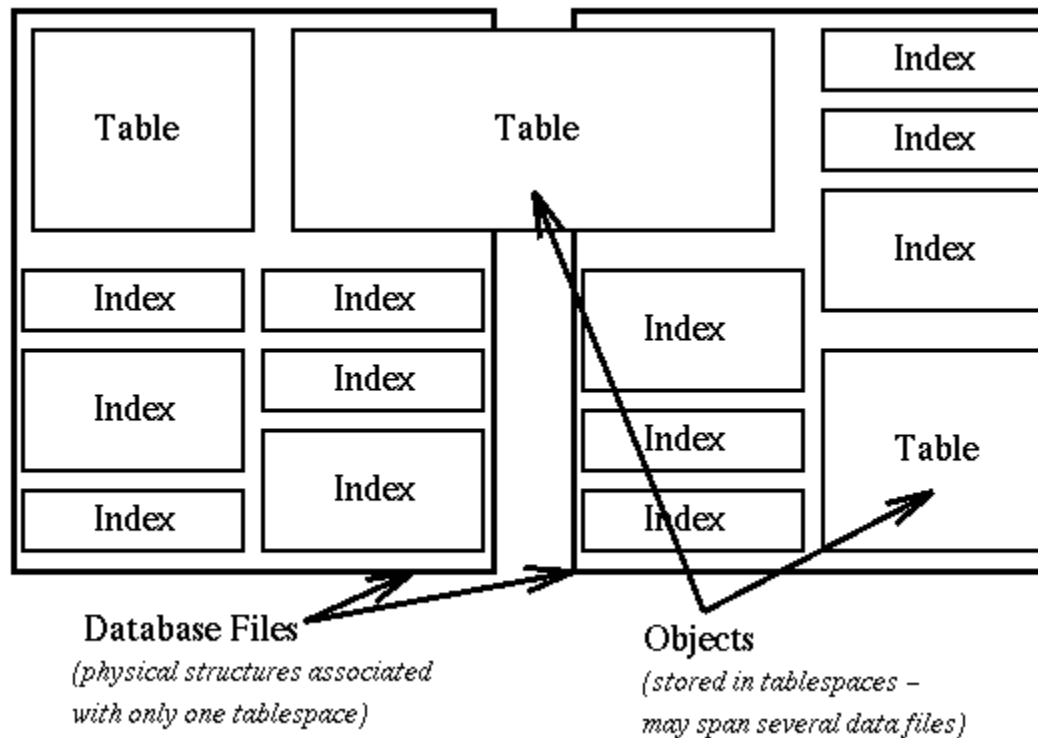 Table
Table
Index
Index
Index
Index
Index
Index
Index
Index
Index
Index
Index
Index
Index
Table
Database Files
(physical structures associated
with only one tablespace)
Objects
(stored in tablespaces –
may span several data files)